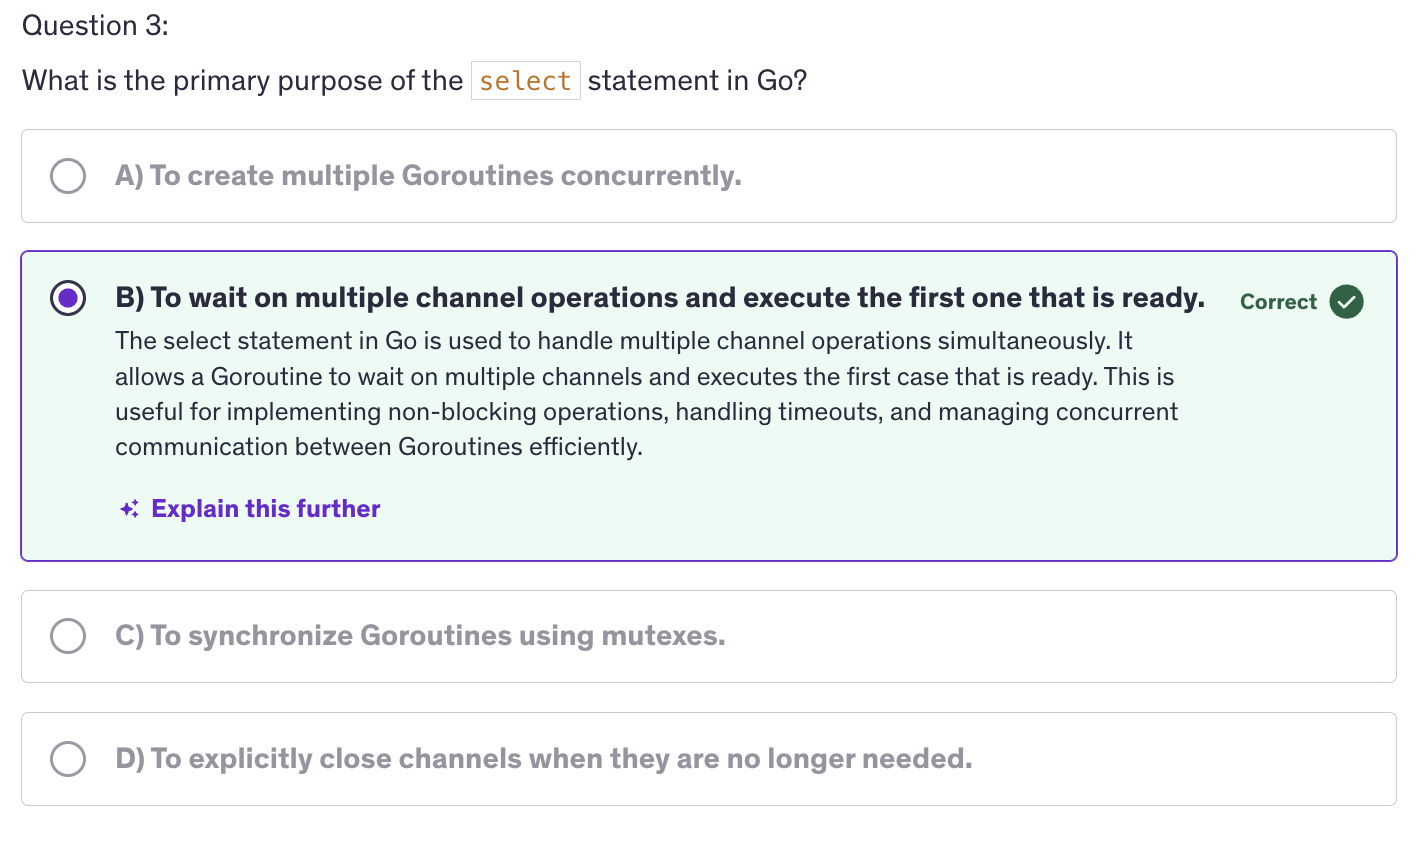 Question 3:
What is the primary purpose of the select statement in Go?
A) To create multiple Goroutines concurrently.
B) To wait on multiple channel operations and execute the first one that is ready.
Correct
The select statement in Go is used to handle multiple channel operations simultaneously. It
allows a Goroutine to wait on multiple channels and executes the first case that is ready. This is
useful for implementing non-blocking operations, handling timeouts, and managing concurrent
communication between Goroutines efficiently.
Explain this further
C) To synchronize Goroutines using mutexes.
D) To explicitly close channels when they are no longer needed.